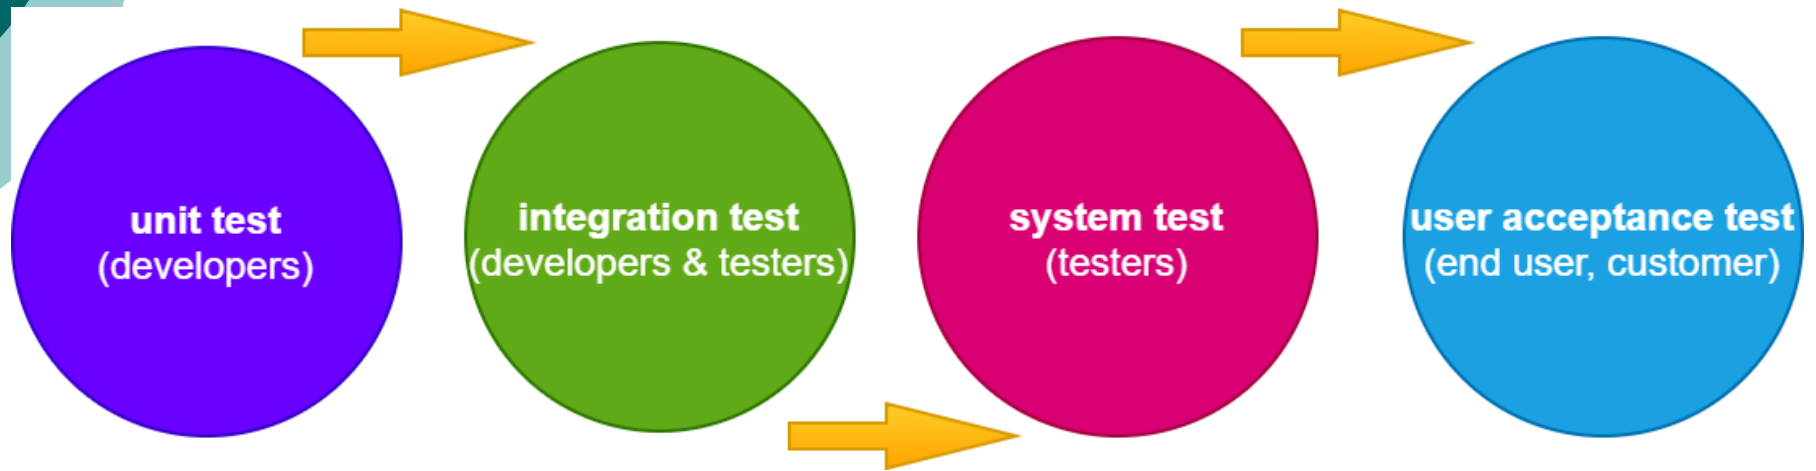 unit test
(developers)
integration test
(developers & testers)
system test
(testers)
user acceptance test
(end user, customer)